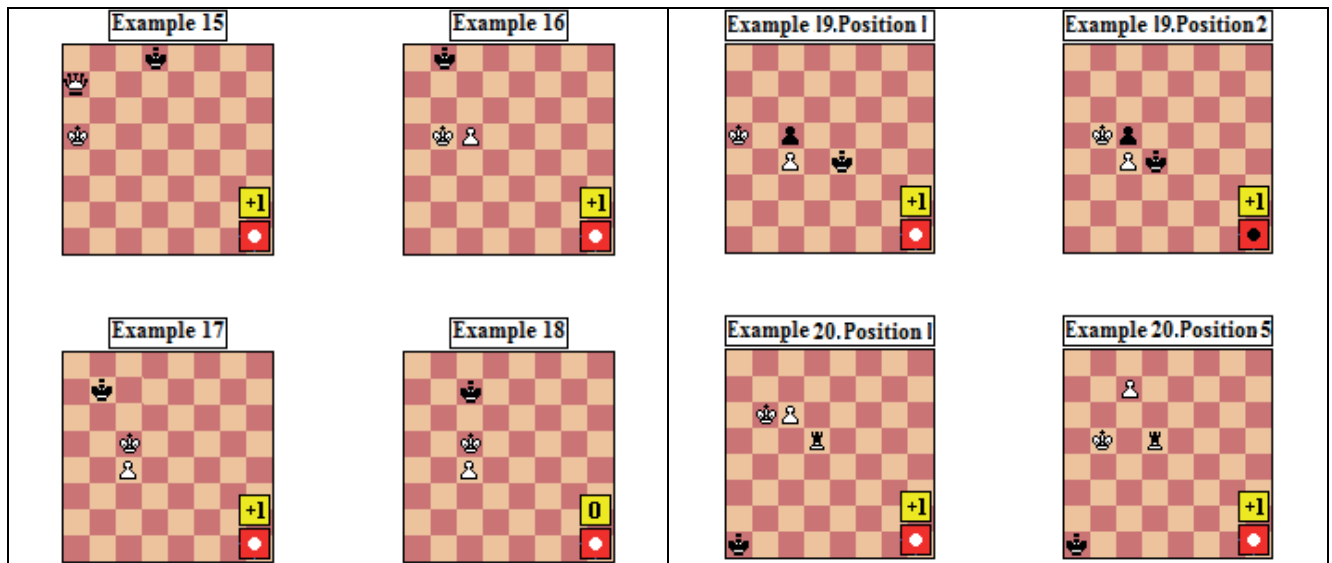 Example 15
Example 16
Example 19.Position 1
Example 19.Position 2
+1
+1
+1
+1
Example 17
Example 18
Example 20.Position 1
Example 20.Position 5
+1
0
+1
+1